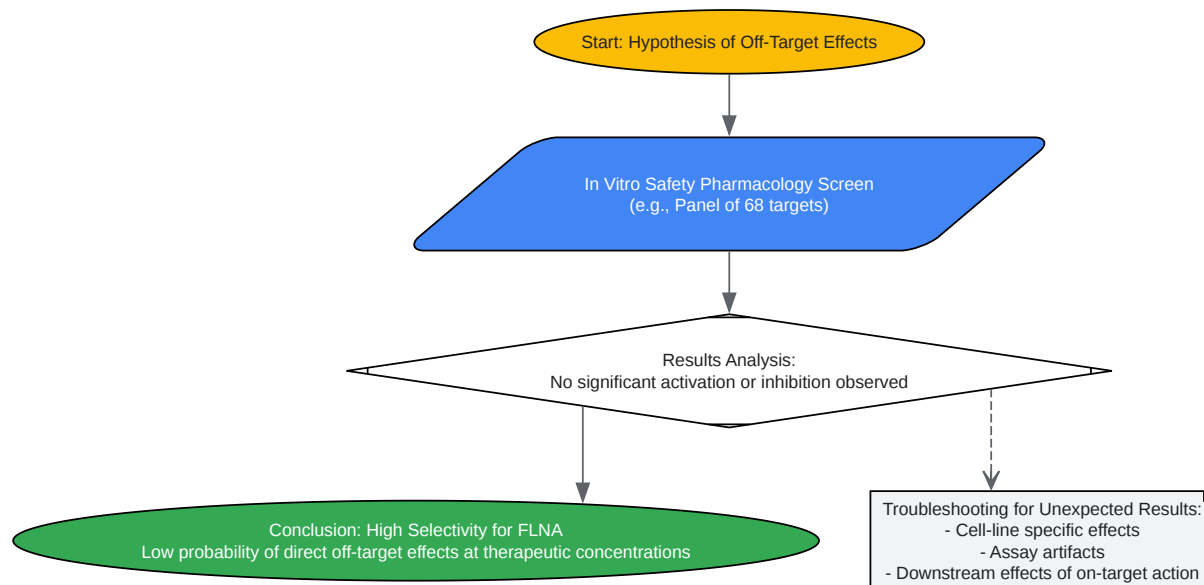 Start: Hypothesis of Off-Target Effects
In Vitro Safety Pharmacology Screen
(e.g., Panel of 68 targets)
Results Analysis:
No significant activation or inhibition observed
Conclusion: High Selectivity for FLNA
Low probability of direct off-target effects at therapeutic concentrations
Troubleshooting for Unexpected Results:
- Cell-line specific effects
- Assay artifacts
- Downstream effects of on-target action